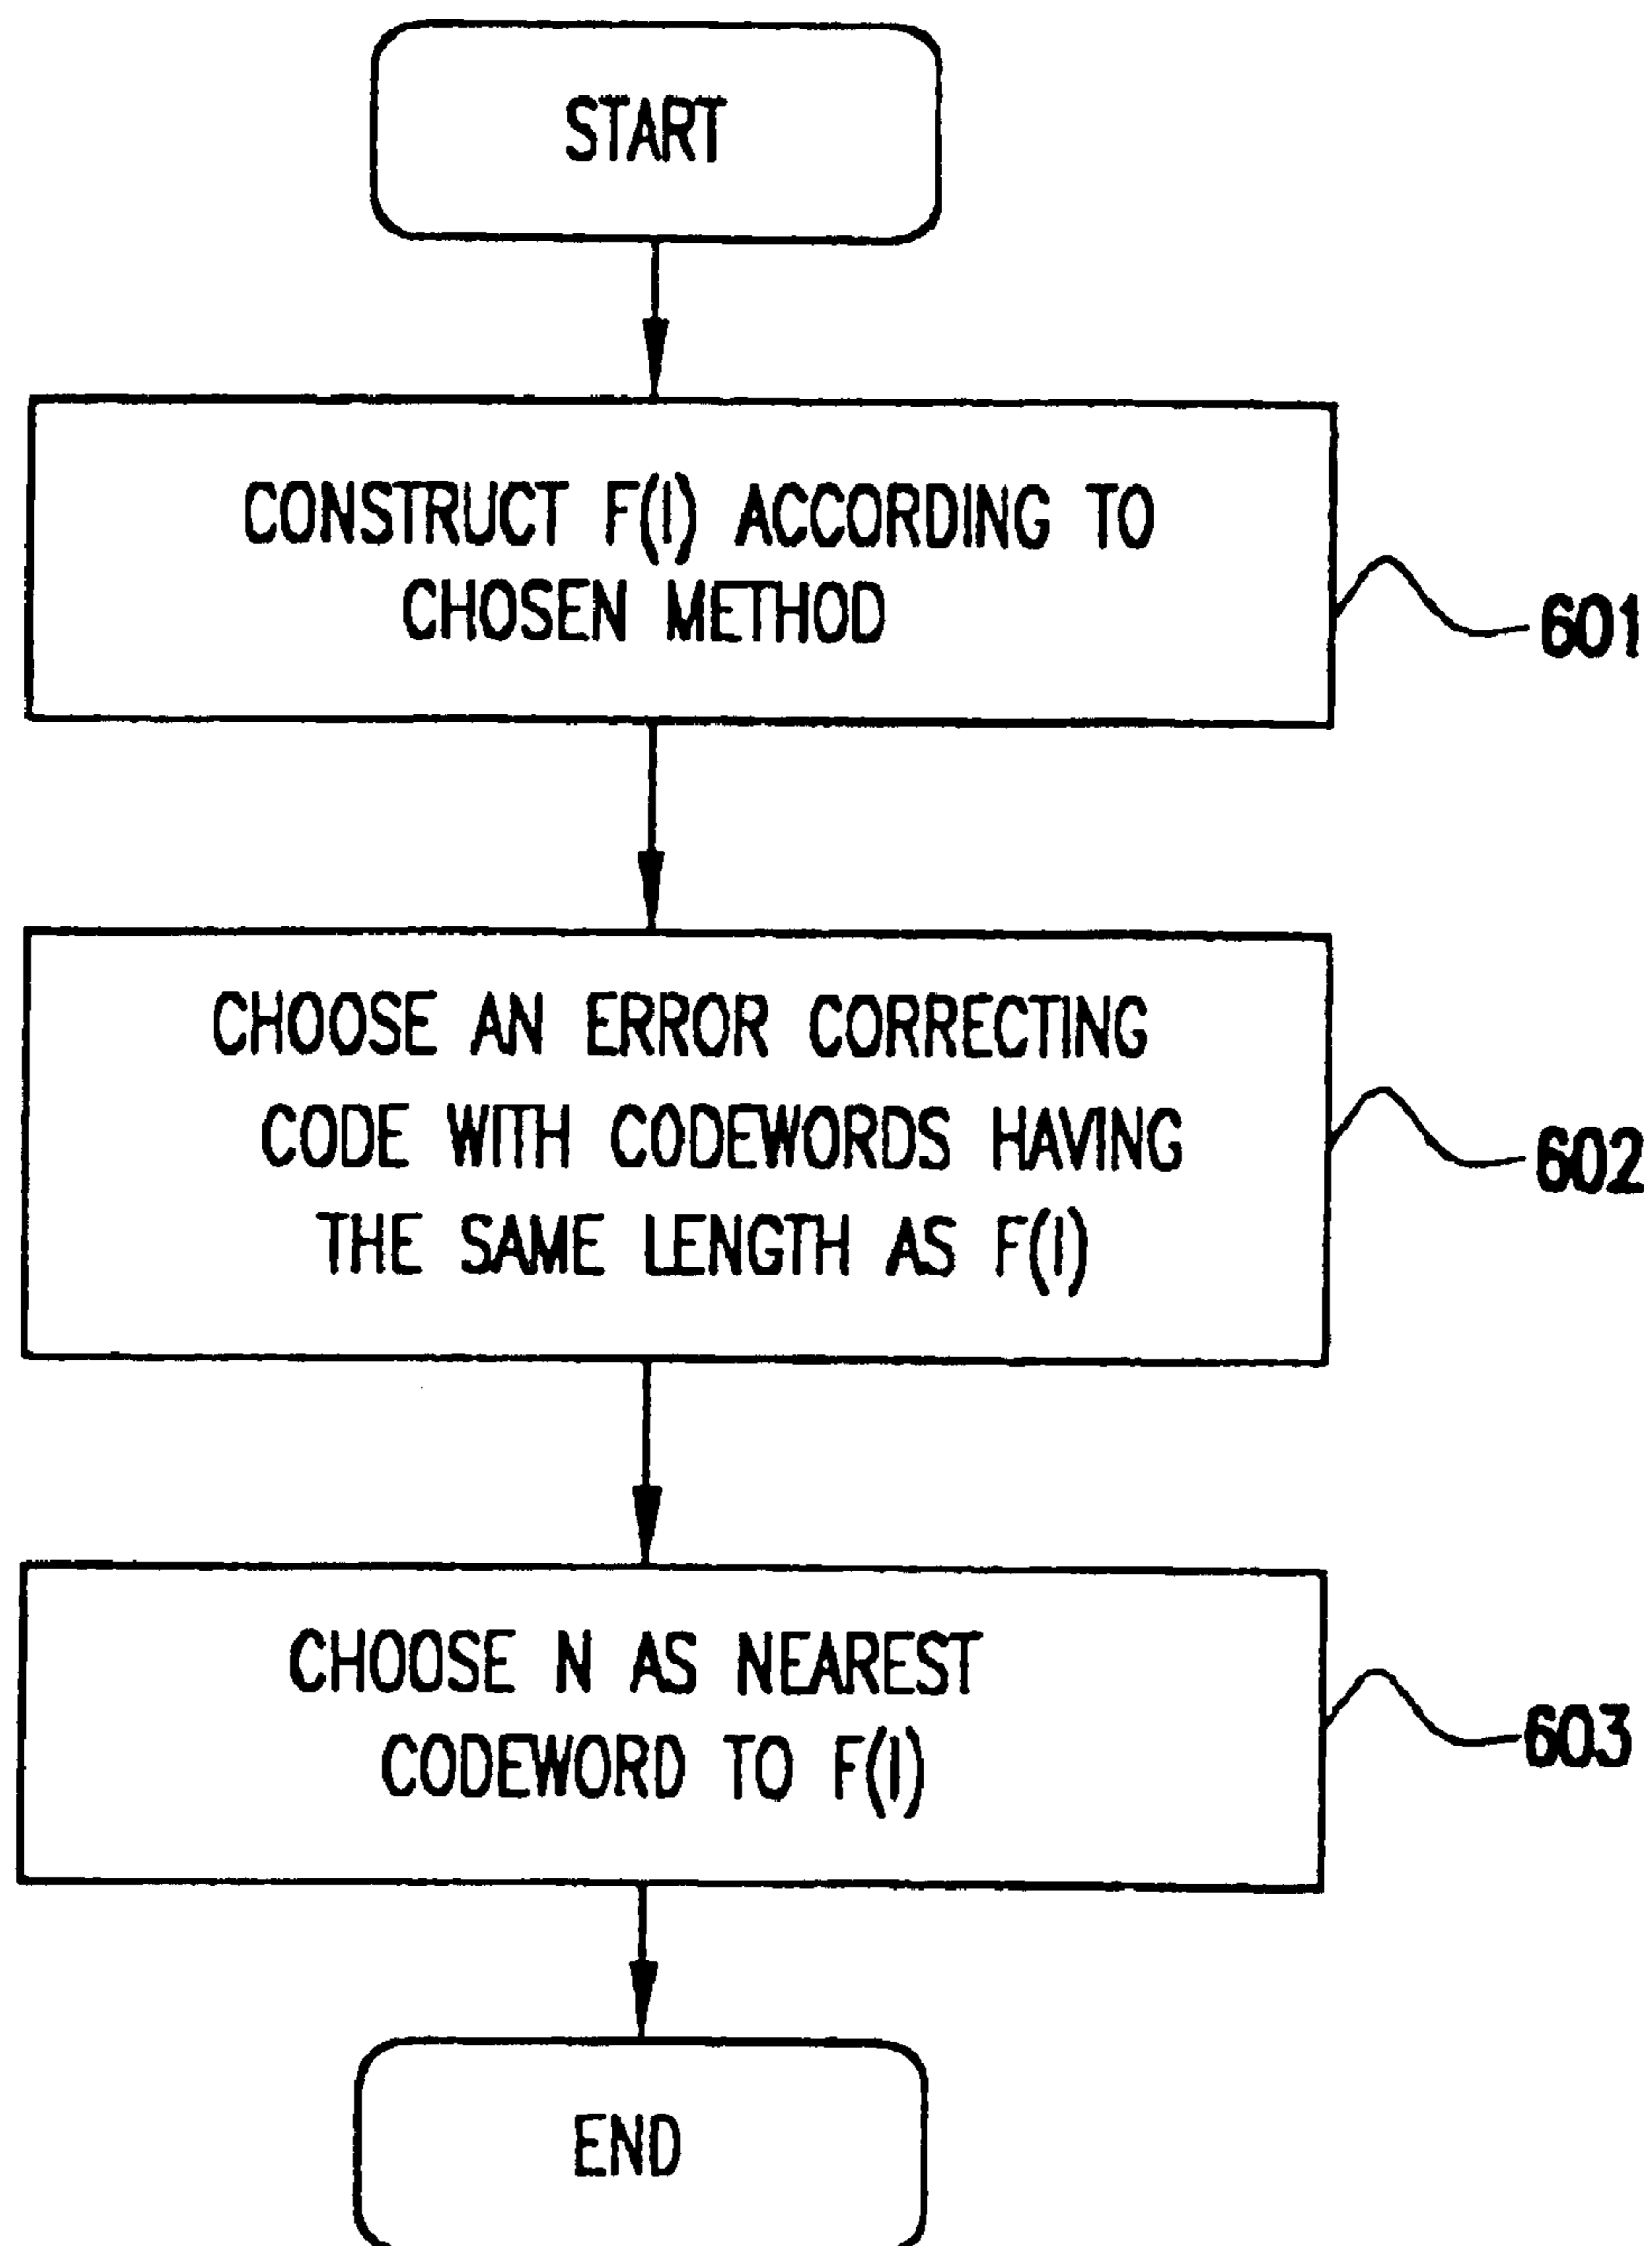 START
CONSTRUCT F(I) ACCORDING TO
CHOSEN METHOD
601
CHOOSE AN ERROR CORRECTING
CODE WITH CODEWORDS HAVING
THE SAME LENGTH AS F(I)
602
CHOOSE N AS NEAREST
CODEWORD TO F(I)
603
END